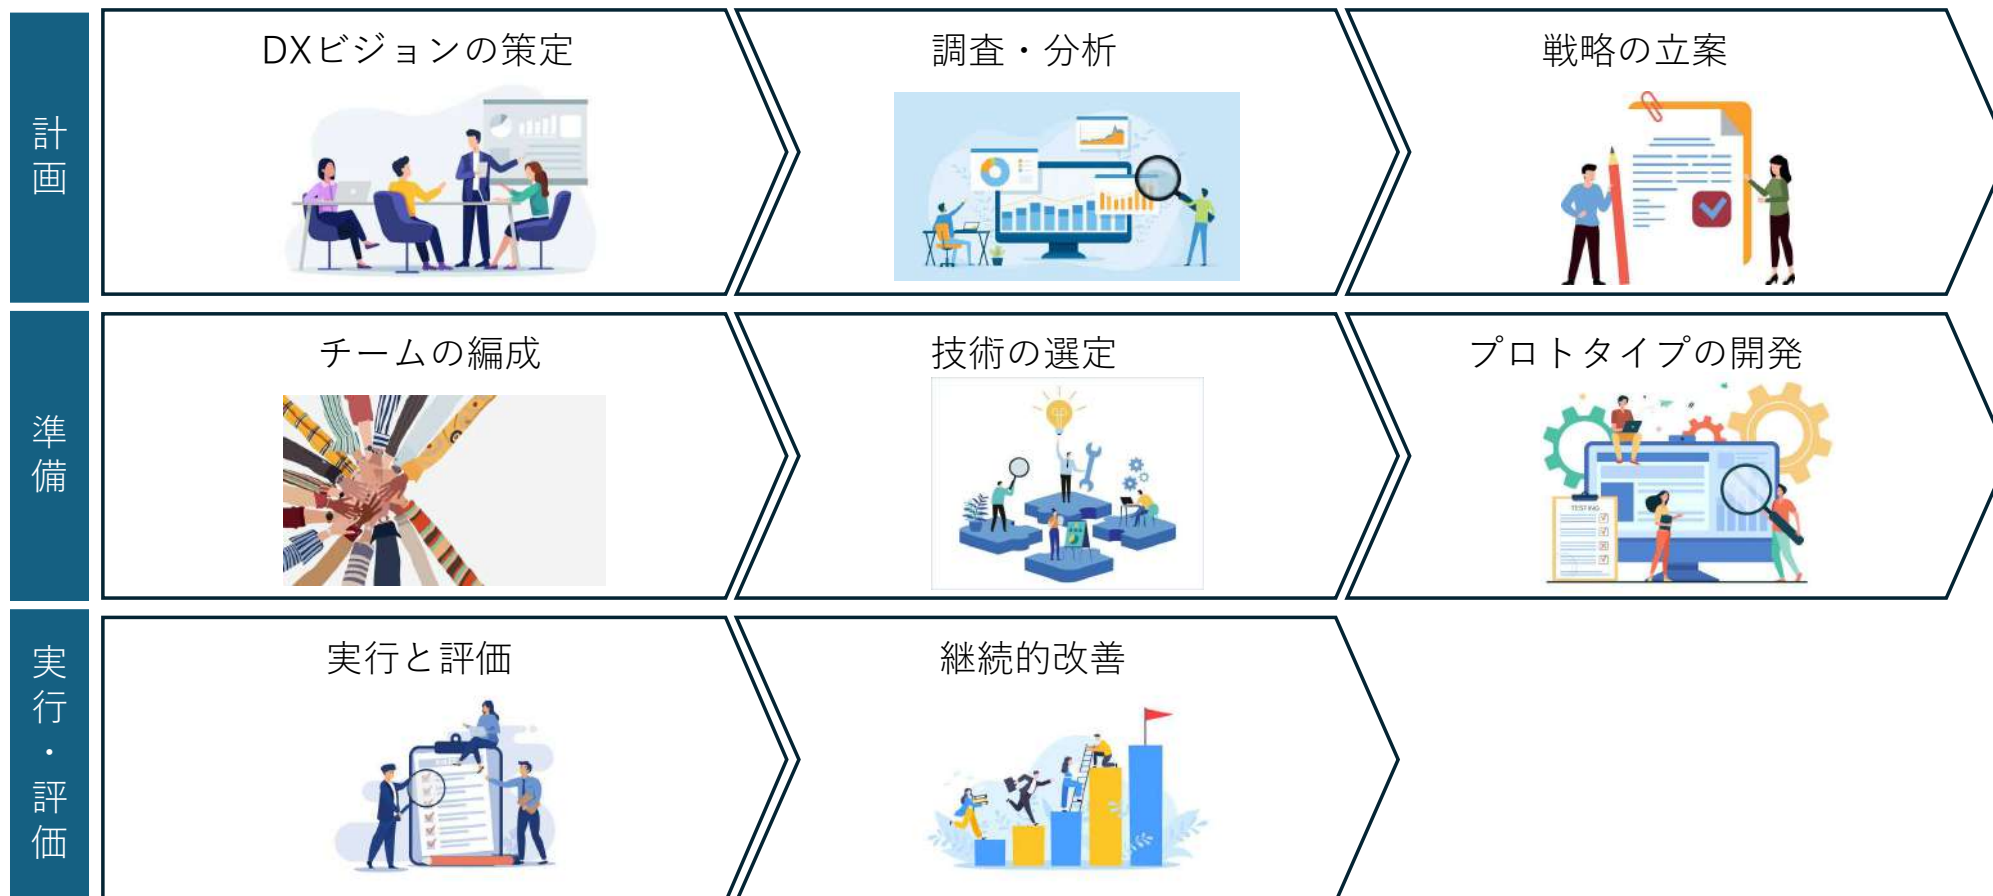 計画
DXビジョンの策定
調査・分析
戦略の立案
準備
チームの編成
技術の選定
プロトタイプの開発
TESTING
実行・評価
実行と評価
継続的改善